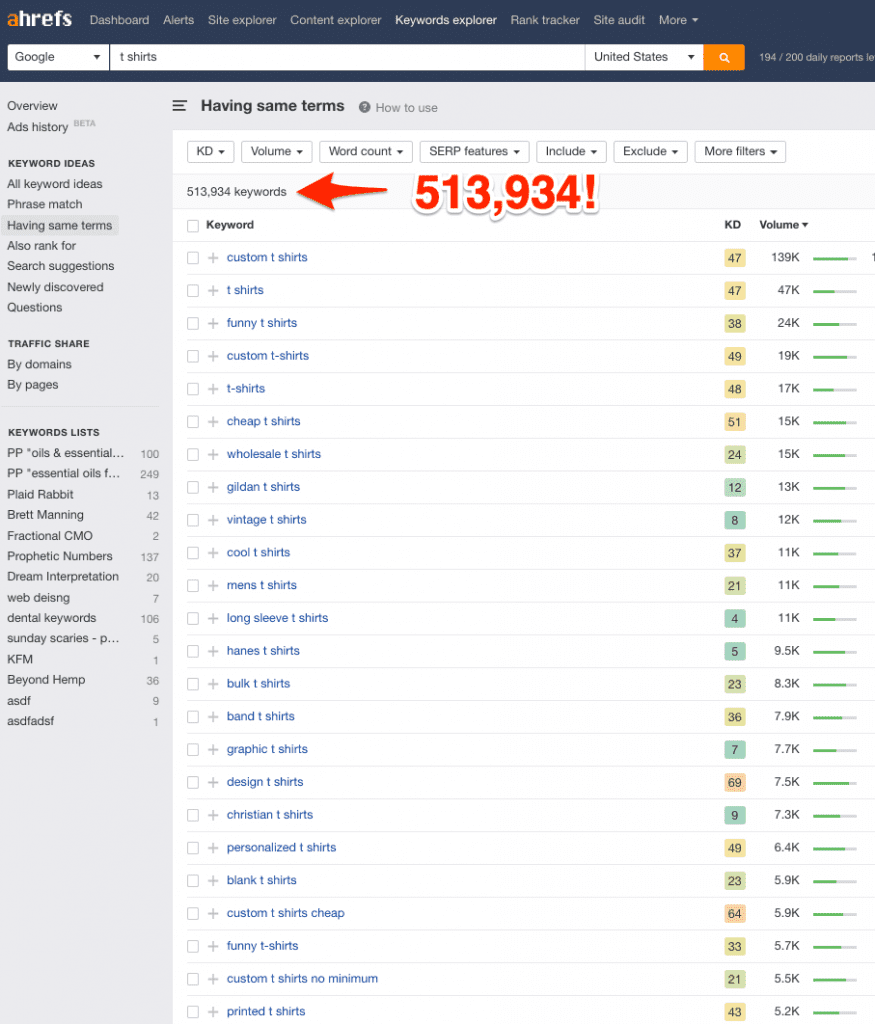 ahrefs Dashboard Alerts Site explorer Content explorer Keywords explorer Rank tracker Site audit More
Google t shirts United States 194 / 200 daily reports le
Overview
Ads history BETA
KEYWORD IDEAS
All keyword ideas
Phrase match
Having same terms
Also rank for
Search suggestions
Newly discovered
Questions
TRAFFIC SHARE
By domains
By pages
KEYWORDS LISTS
PP "oils & essential... 100
PP "essential oils f... 249
Plaid Rabbit 13
Brett Manning 42
Fractional CMO 2
Prophetic Numbers 137
Dream Interpretation 20
web deisng 7
dental keywords 106
sunday scaries - p... 5
KFM 1
Beyond Hemp 36
asdf 9
asdfadsf 1
Having same terms ? How to use
KD Volume Word count SERP features Include Exclude More filters
513,934 keywords 513,934!
Keyword KD Volume
custom t shirts 47 139K 1
t shirts 47 47K
funny t shirts 38 24K
custom t-shirts 49 19K
t-shirts 48 17K
cheap t shirts 51 15K
wholesale t shirts 24 15K
gildan t shirts 12 13K
vintage t shirts 8 12K
cool t shirts 37 11K
mens t shirts 21 11K
long sleeve t shirts 4 11K
hanes t shirts 5 9.5K
bulk t shirts 23 8.3K
band t shirts 36 7.9K
graphic t shirts 7 7.7K
design t shirts 69 7.5K
christian t shirts 9 7.3K
personalized t shirts 49 6.4K
blank t shirts 23 5.9K
custom t shirts cheap 64 5.9K
funny t-shirts 33 5.7K
custom t shirts no minimum 21 5.5K
printed t shirts 43 5.2K